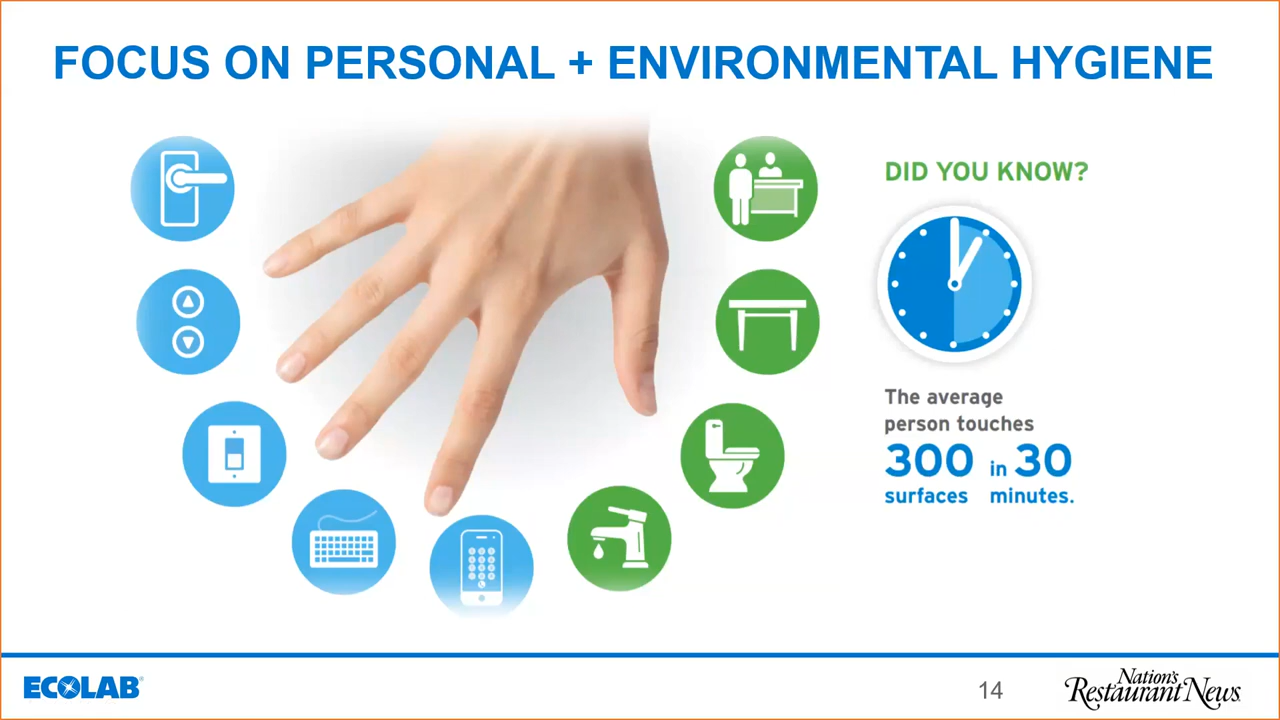 FOCUS ON PERSONAL + ENVIRONMENTAL HYGIENE
DID YOU KNOW?
The average
person touches
300 in 30
surfaces minutes.
ECOLAB®
14
Nation's
Restaurant News